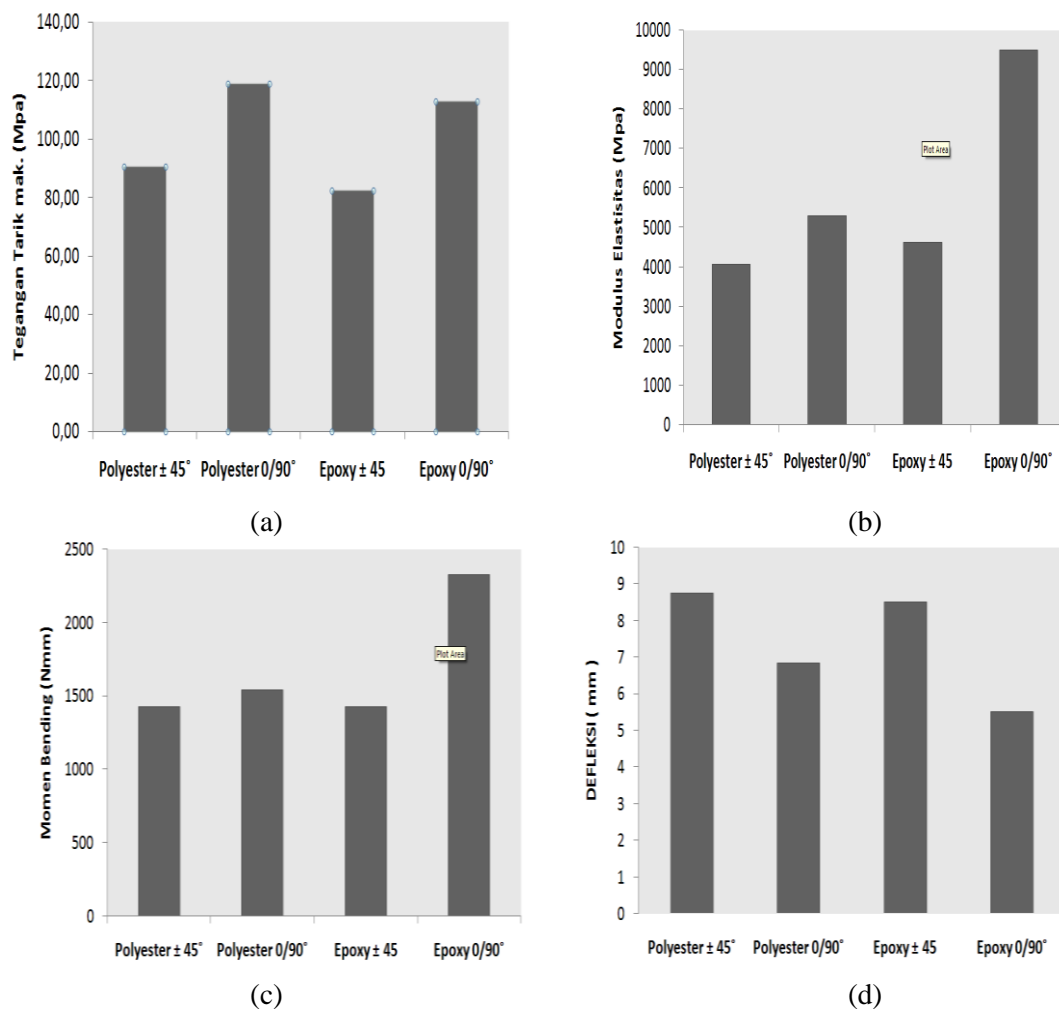 Tegangan Tarik mak. (Mpa)
140,00
120,00
100,00
80,00
60,00
40,00
20,00
0,00
Polyester ± 45˚
Polyester 0/90˚
Epoxy ± 45
Epoxy 0/90˚
(a)
Modulus Elastisitas (Mpa)
10000
9000
8000
7000
6000
5000
4000
3000
2000
1000
0
Plot Area
Polyester ± 45˚
Polyester 0/90˚
Epoxy ± 45
Epoxy 0/90˚
(b)
Momen Bending (Nmm)
2500
2000
1500
1000
500
0
Plot Area
Polyester ± 45˚
Polyester 0/90˚
Epoxy ± 45
Epoxy 0/90˚
(c)
DEFLEKSI ( mm )
10
9
8
7
6
5
4
3
2
1
0
Polyester ± 45˚
Polyester 0/90˚
Epoxy ± 45
Epoxy 0/90˚
(d)